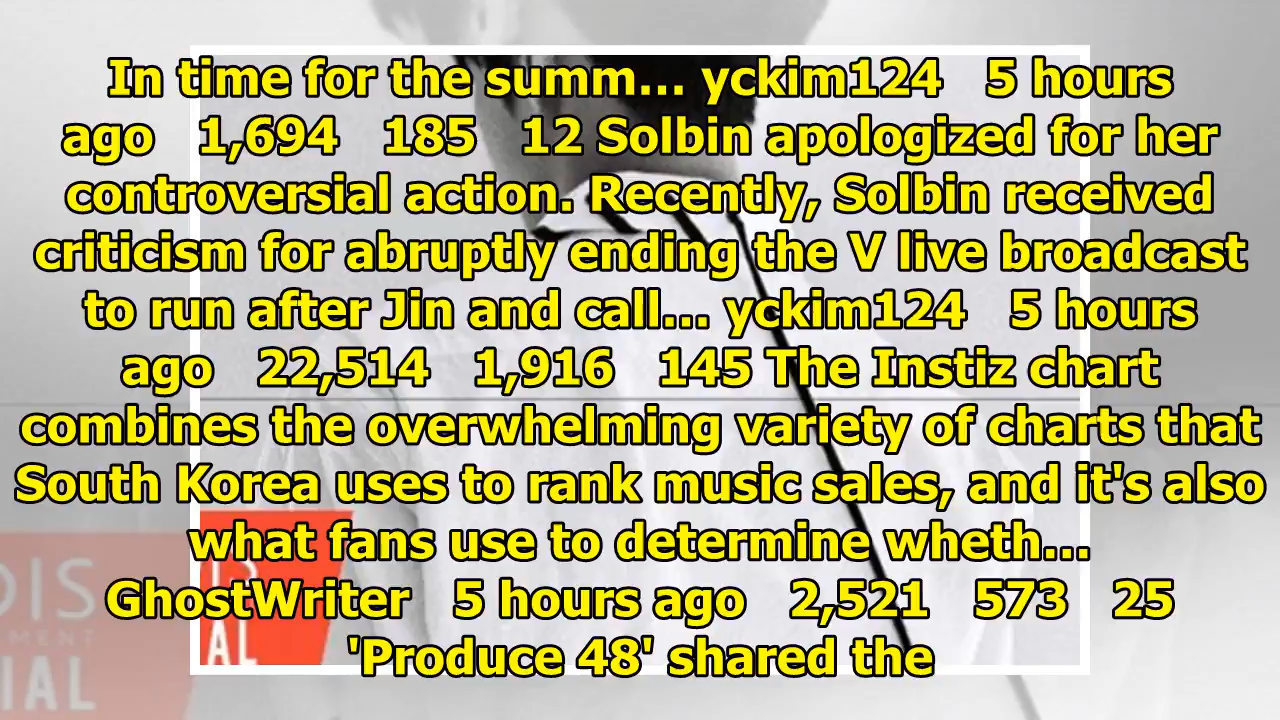 In time for the summ... yckim124 5 hours
ago 1,694 185 12 Solbin apologized for her
controversial action. Recently, Solbin received
criticism for abruptly ending the V live broadcast
to run after Jin and call... yckim124 5 hours
ago 22,514 1,916 145 The Instiz chart
combines the overwhelming variety of charts that
South Korea uses to rank music sales, and it's also
what fans use to determine wheth...
GhostWriter 5 hours ago 2,521 573 25
'Produce 48' shared the
DIS
MENT
IAL
AL